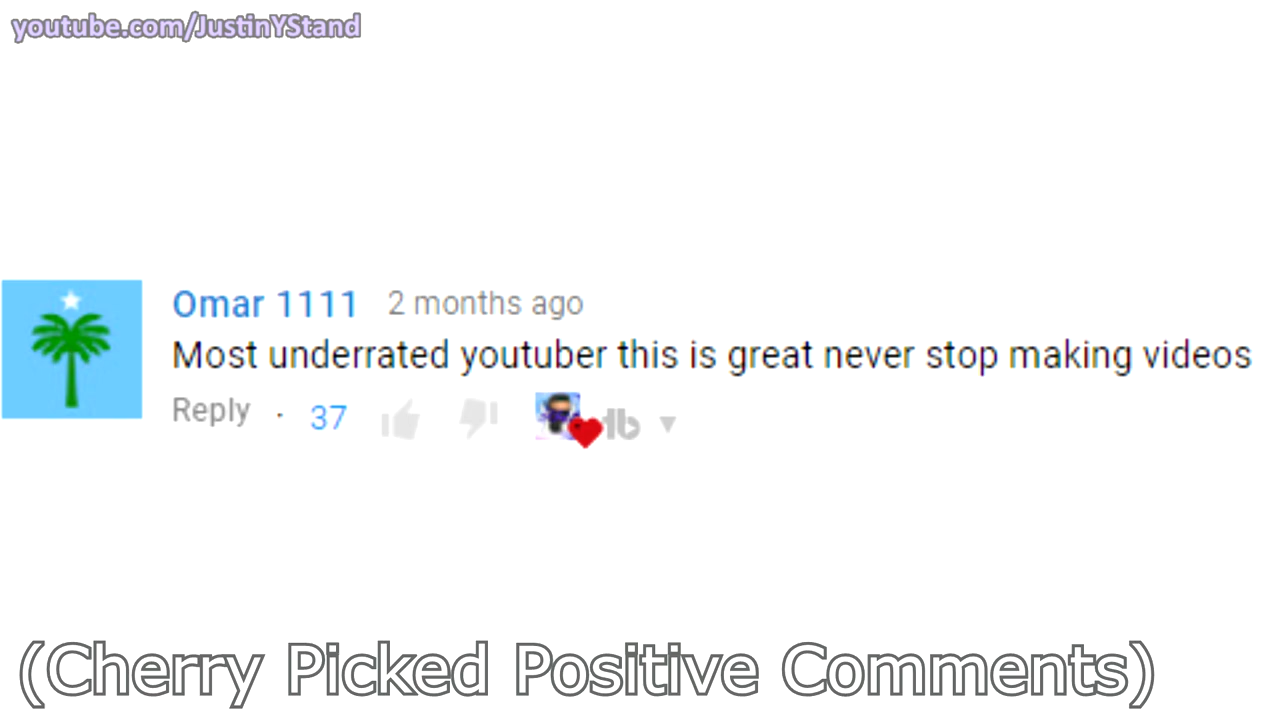 youtube.com/JustinYStand
Omar 1111 2 months ago
Most underrated youtuber this is great never stop making videos
Reply · 37
(Cherry Picked Positive Comments)